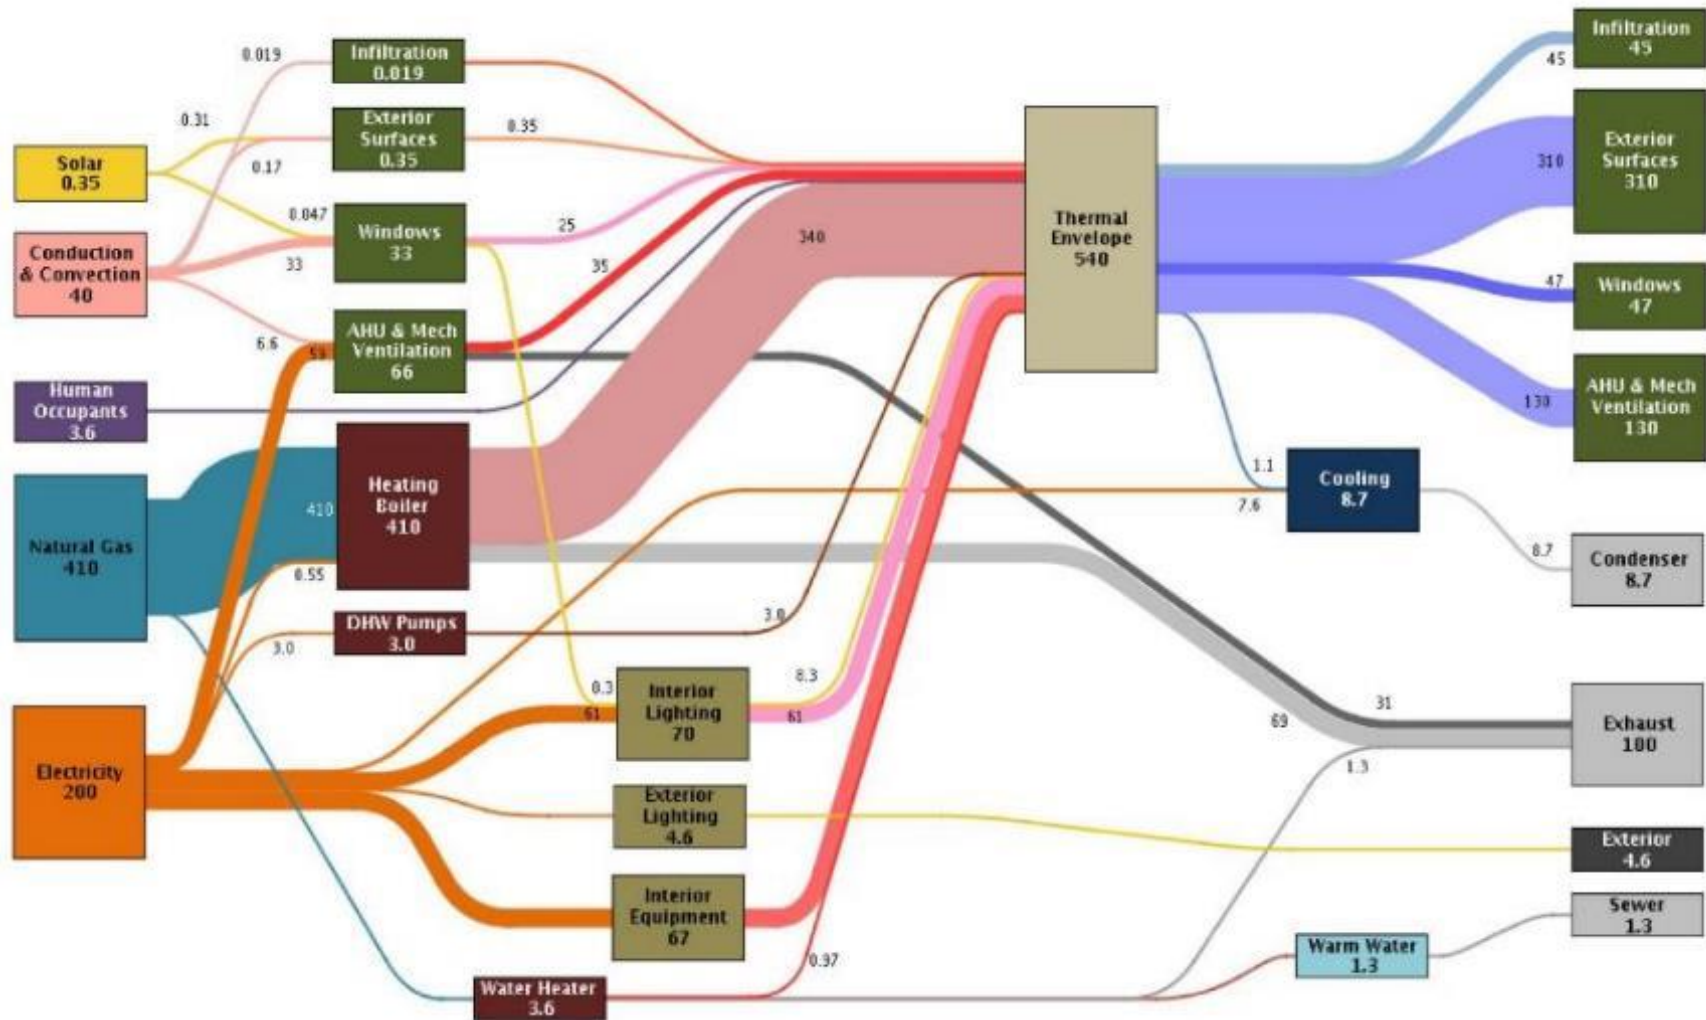 Infiltration
0.019
Exterior
Surfaces
0.35
Windows
33
AHU & Mech
Ventilation
66
Heating
Boiler
410
DHW Pumps
3.0
Solar
0.35
Conduction
& Convection
40
Human
Occupants
3.6
Natural Gas
410
Electricity
200
0.019
0.31
0.17
0.047
33
6.6
410
0.55
3.0
0.35
25
35
340
3.0
61
8.3
61
Interior
Lighting
70
Exterior
Lighting
4.6
Interior
Equipment
67
Water Heater
3.6
0.97
Thermal
Envelope
540
1.1
7.6
Cooling
8.7
31
69
1.3
Warm Water
1.3
45
310
47
130
8.7
Infiltration
45
Exterior
Surfaces
310
Windows
47
AHU & Mech
Ventilation
130
Condenser
8.7
Exhaust
100
Exterior
4.6
Sewer
1.3